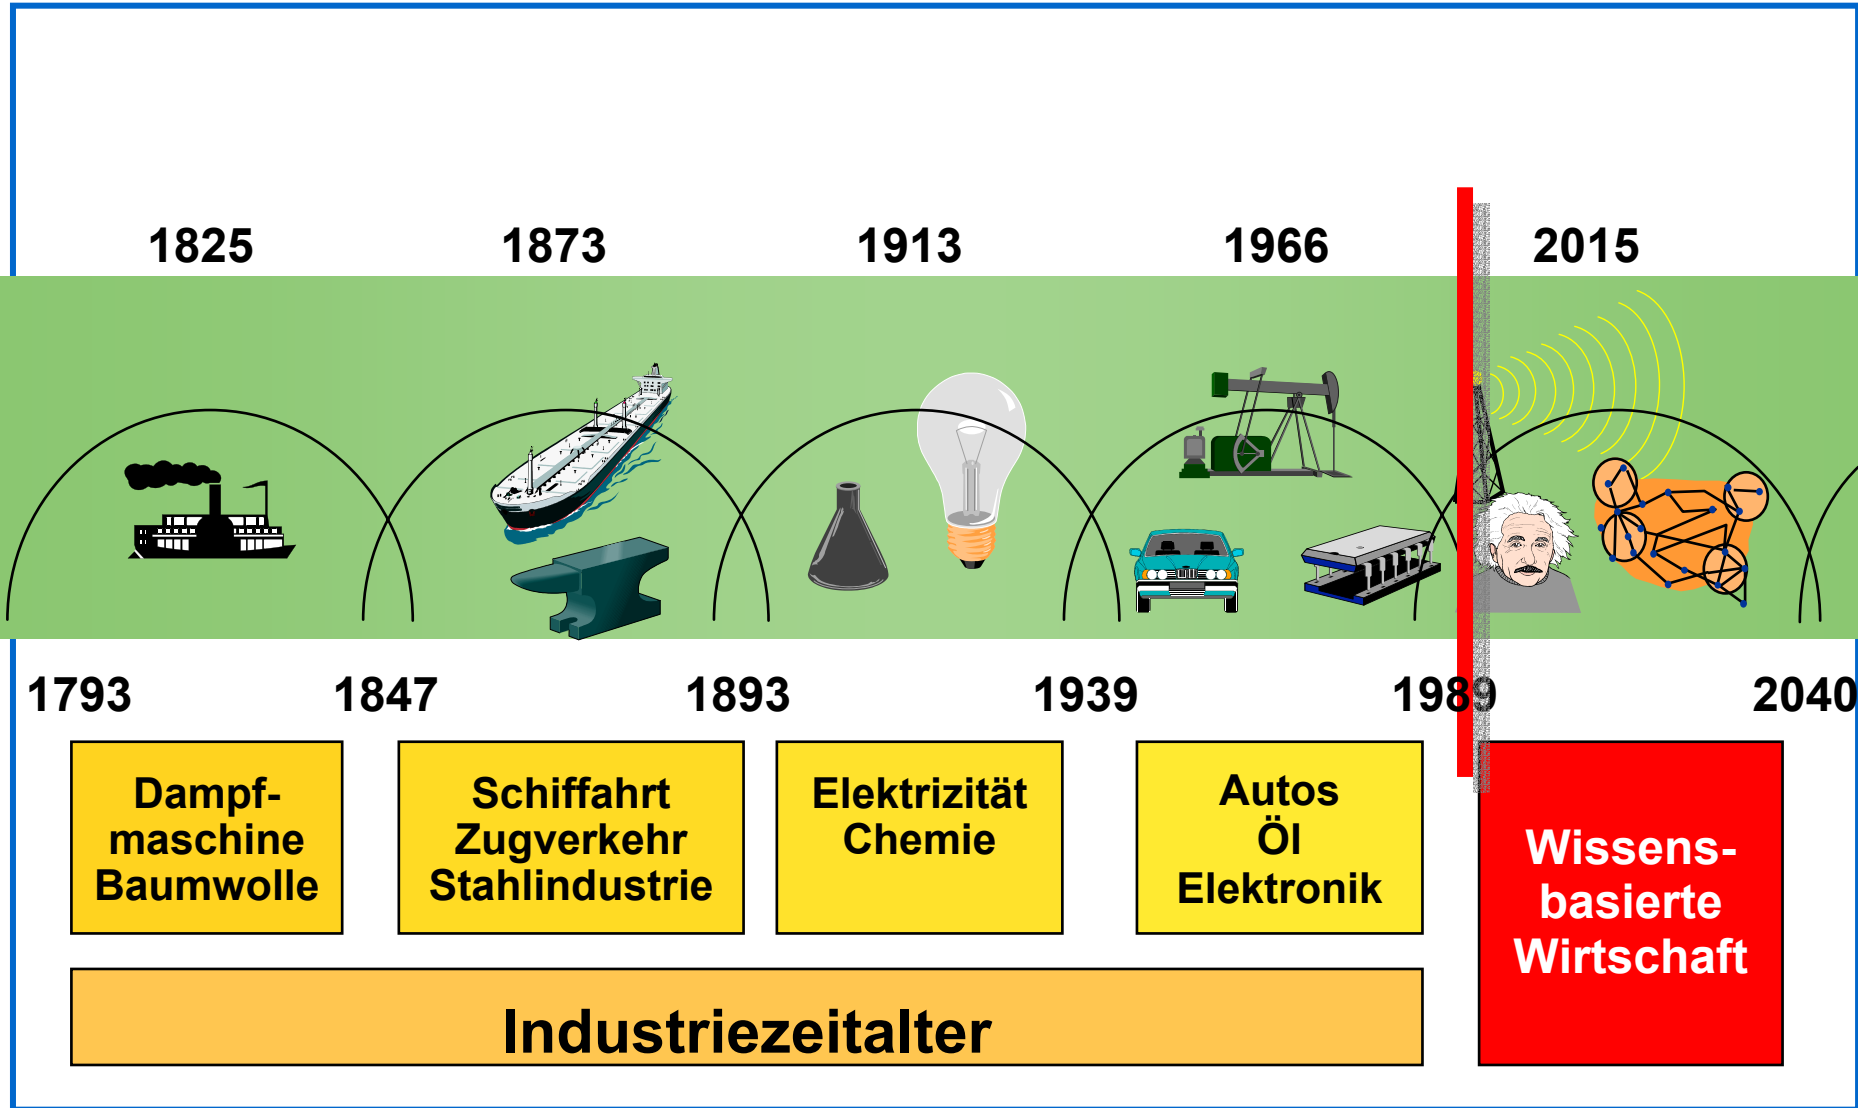 1825 1873 1913 1966 2015
1793 1847 1893 1939 1989 2040
Dampf-
maschine
Baumwolle
Schiffahrt
Zugverkehr
Stahlindustrie
Elektrizität
Chemie
Autos
Öl
Elektronik
Wissens-
basierte
Wirtschaft
Industriezeitalter